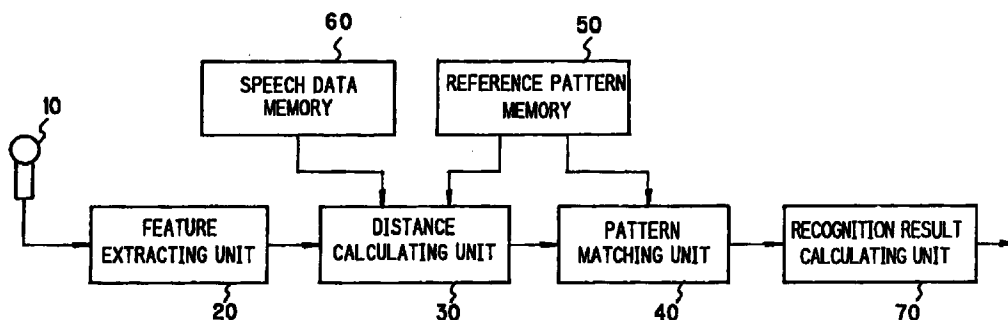 60
50
SPEECH DATA
MEMORY
REFERENCE PATTERN
MEMORY
10
FEATURE
EXTRACTING UNIT
DISTANCE
CALCULATING UNIT
PATTERN
MATCHING UNIT
RECOGNITION RESULT
CALCULATING UNIT
20
30
40
70